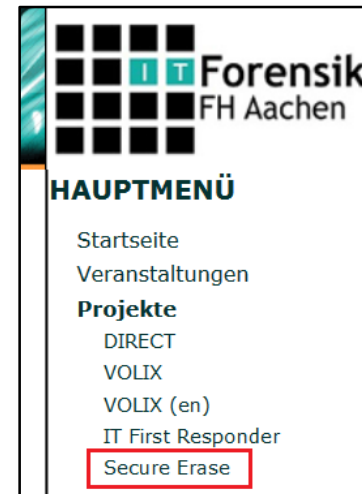 IT Forensik
FH Aachen
HAUPTMENÜ
Startseite
Veranstaltungen
Projekte
DIRECT
VOLIX
VOLIX (en)
IT First Responder
Secure Erase